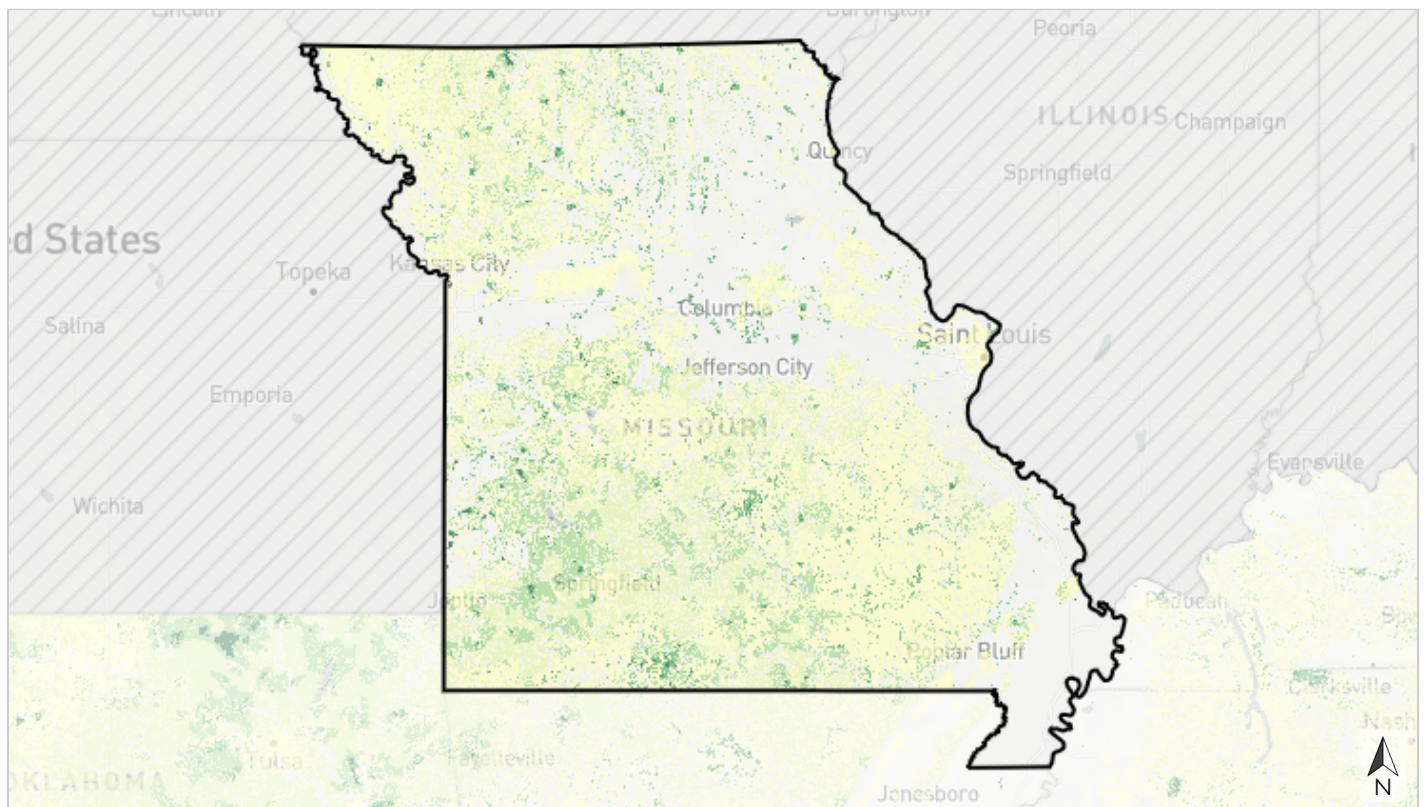 Lincoln
Burlington
Peoria
ILLINOIS
Champaign
Quincy
Springfield
ed States
Topeka
Kansas City
Salina
Columbia
Saint Louis
Jefferson City
Emporia
MISSOURI
Evansville
Wichita
Springfield
Joplin
Paducah
Poplar Bluff
Clarksville
Nash
Tulsa
Fayetteville
OKLAHOMA
Jonesboro
N